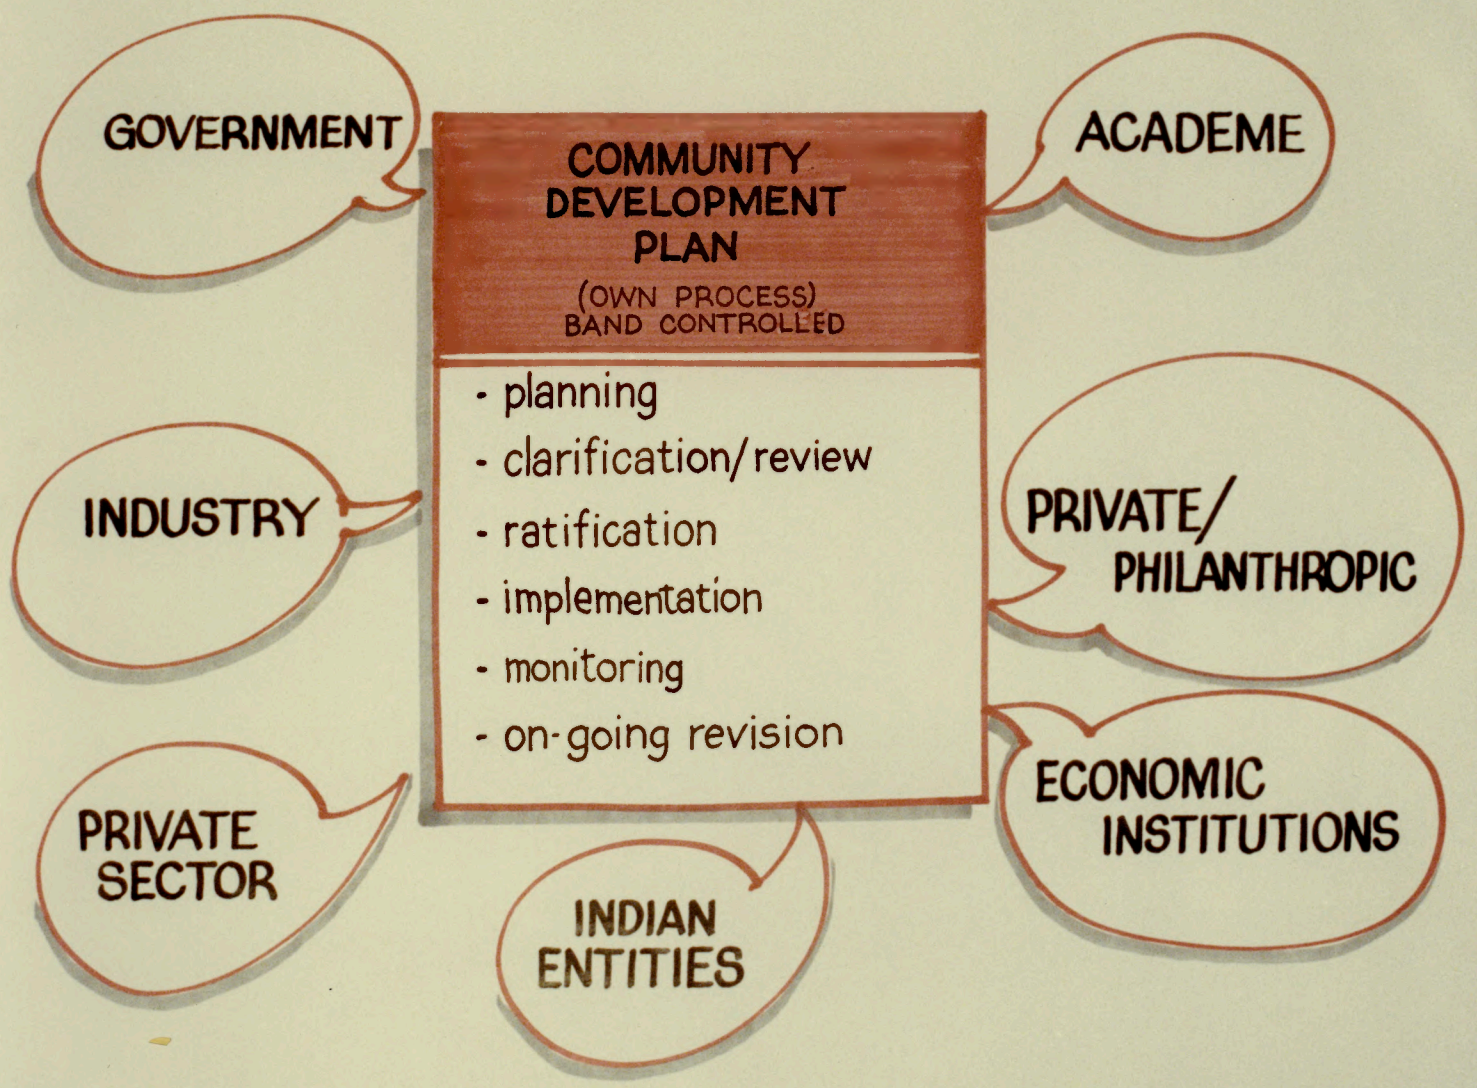 GOVERNMENT
ACADEME
COMMUNITY
DEVELOPMENT
PLAN
(OWN PROCESS)
BAND CONTROLLED
- planning
- clarification/review
- ratification
- implementation
- monitoring
- on-going revision
INDUSTRY
PRIVATE/
PHILANTHROPIC
PRIVATE
SECTOR
INDIAN
ENTITIES
ECONOMIC
INSTITUTIONS